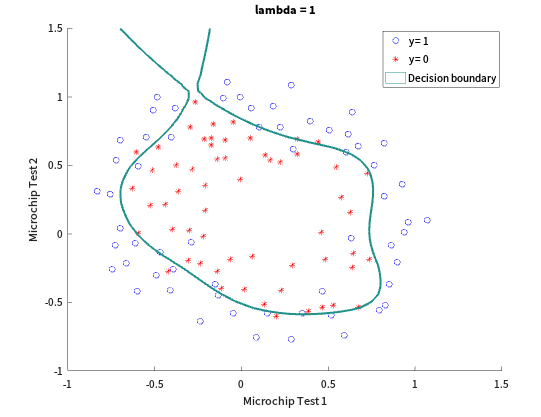 lambda = 1
y= 1
y= 0
Decision boundary
Microchip Test 2
1.5
1
0.5
0
-0.5
-1
-1
-0.5
0
0.5
1
1.5
Microchip Test 1